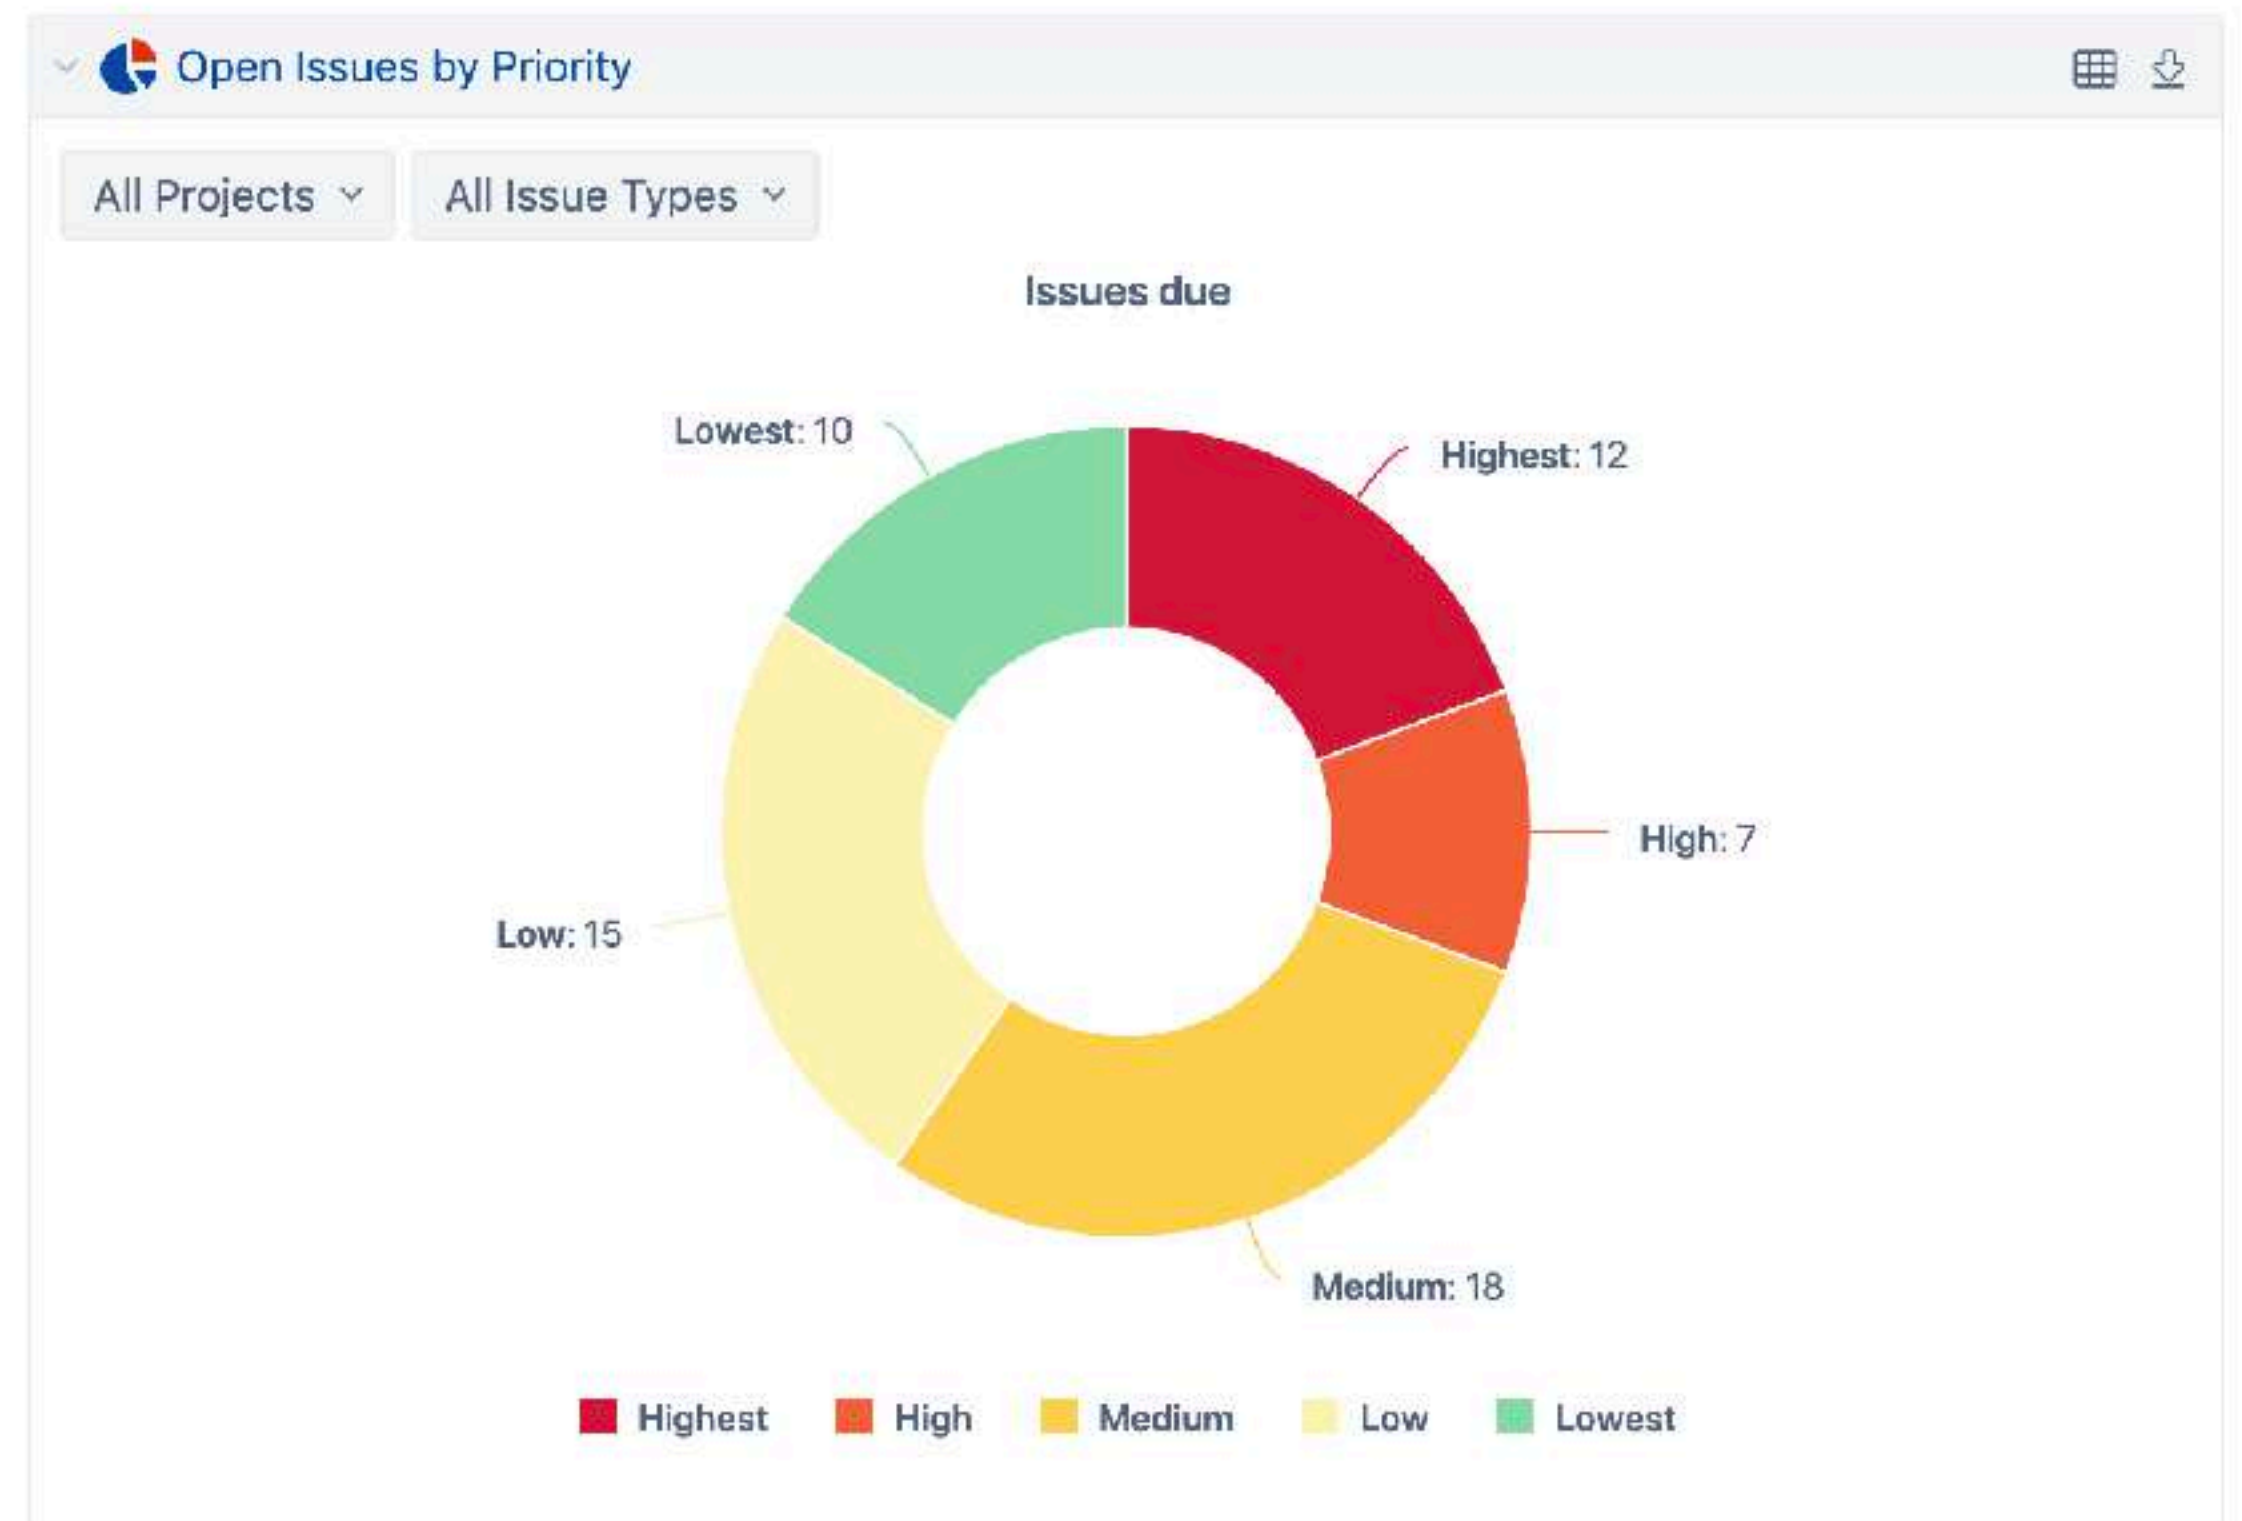 Open Issues by Priority
All Projects All Issue Types
Issues due
Lowest: 10
Highest: 12
High: 7
Low: 15
Medium: 18
Highest High Medium Low Lowest